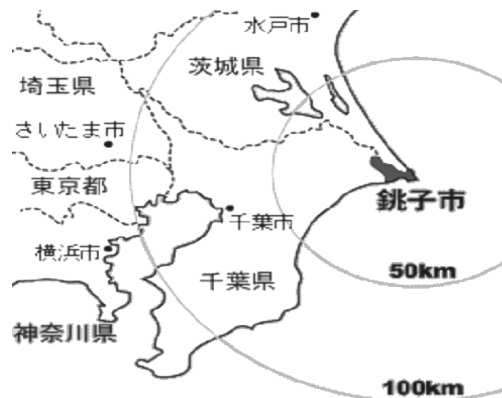 水戸市
茨城県
埼玉県
さいたま市
東京都
銚子市
千葉市
横浜市
50km
千葉県
神奈川県
100km